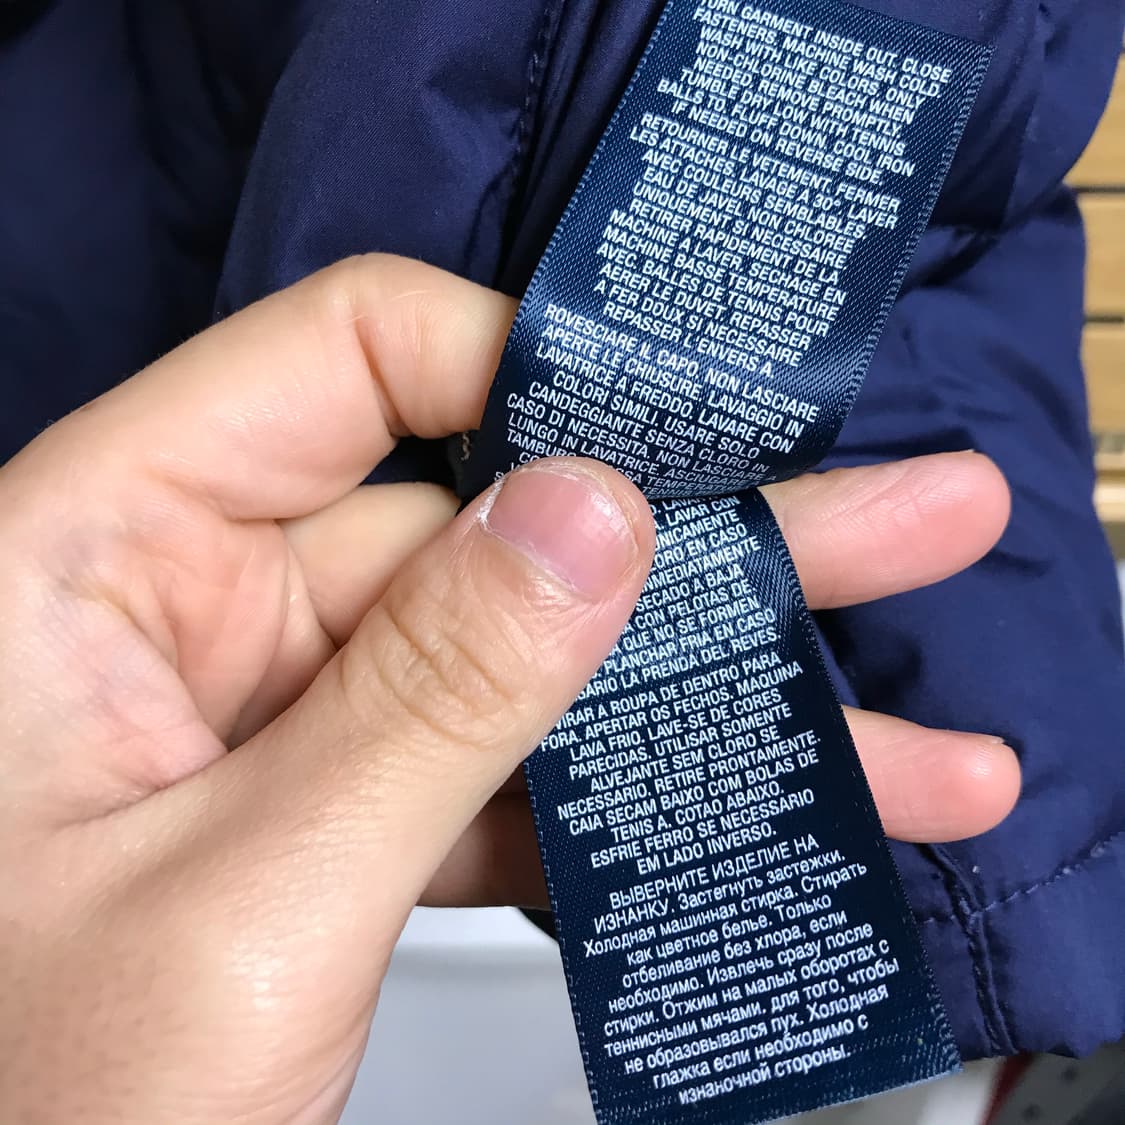 TURN GARMENT INSIDE OUT. CLOSE
FASTENERS. MACHINE WASH COLD
WASH WITH LIKE COLORS. ONLY
NON-CHLORINE BLEACH WHEN
NEEDED. REMOVE PROMPTLY.
TUMBLE DRY LOW WITH TENNIS
BALLS TO. FLUFF DOWN. COOL IRON
IF NEEDED ON REVERSE SIDE.
RETOURNER LE VETEMENT. FERMER
LES ATTACHES. LAVAGE A 30°. LAVER
AVEC COULEURS SEMBLABLES
EAU DE JAVEL NON CHLOREE
UNIQUEMENT SI NECESSAIRE
RETIRER RAPIDEMENT DE LA
MACHINE A LAVER. SECHAGE EN
MACHINE BASSE TEMPERATURE
AVEC BALLES DE TENNIS POUR
AERER LE DUVET. REPASSER
A FER DOUX SI NECESSAIRE
REPASSER L'ENVERS A
ROVESCIARE IL CAPO. NON LASCIARE
APERTE LE CHIUSURE. LAVAGGIO IN
LAVATRICE A FREDDO. LAVARE CON
COLORI SIMILI. USARE SOLO
CANDEGGIANTE SENZA CLORO IN
CASO DI NECESSITA. NON LASCIARE
LUNGO IN LAVATRICE. ASCIUGARE
TAMBURO TEMPER
LAVAR CON
NICAMENTE
ORO EN CASO
NMEDIATAMENTE
SECADO A BAJA
CON PELOTAS DE
QUE NO SE FORMEN
PLANCHAR FRIA EN CASO
SARIO LA PRENDA DEL REVES.
VIRAR A ROUPA DE DENTRO PARA
FORA. APERTAR OS FECHOS. MAQUINA
LAVA FRIO. LAVE-SE DE CORES
PARECIDAS. UTILISAR SOMENTE
ALVEJANTE SEM CLORO SE
NECESSARIO. RETIRE PRONTAMENTE.
CAIA SECAM BAIXO COM BOLAS DE
TENIS A. COTAO ABAIXO.
ESFRIE FERRO SE NECESSARIO
EM LADO INVERSO.
ВЫВЕРНИТЕ ИЗДЕЛИЕ НА
ИЗНАНКУ. Застегнуть застежки.
Холодная машинная стирка. Стирать
как цветное белье. Только
отбеливание без хлора, если
необходимо. Извлечь сразу после
стирки. Отжим на малых оборотах с
теннисными мячами, для того, чтобы
не образовывался пух. Холодная
глажка если необходимо с
изнаночной стороны.